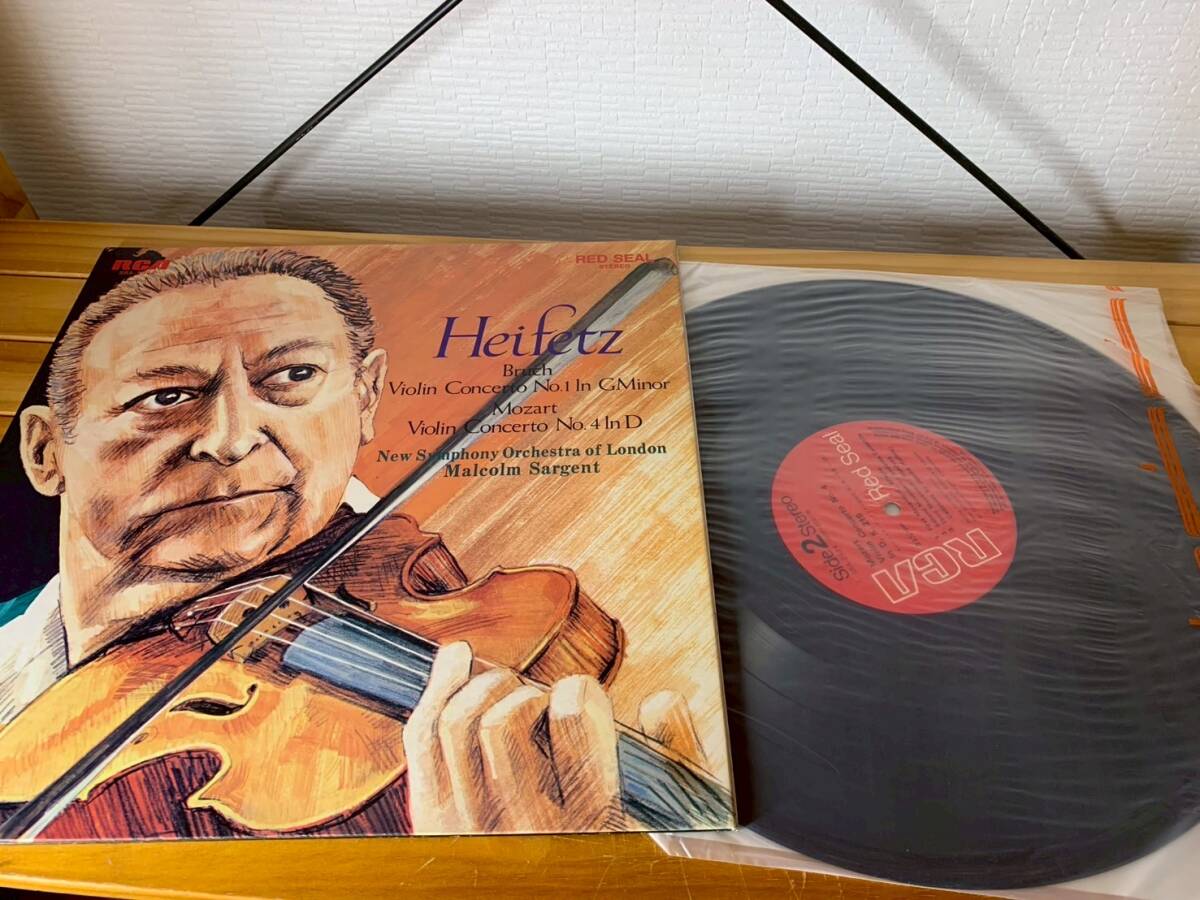 RCA
RED SEAL
STEREO
Heifetz
Bruch
Violin Concerto No.1 In G Minor
Mozart
Violin Concerto No.4 In D
New Symphony Orchestra of London
Malcolm Sargent
RCA
Red Seal
Side 2 Stereo